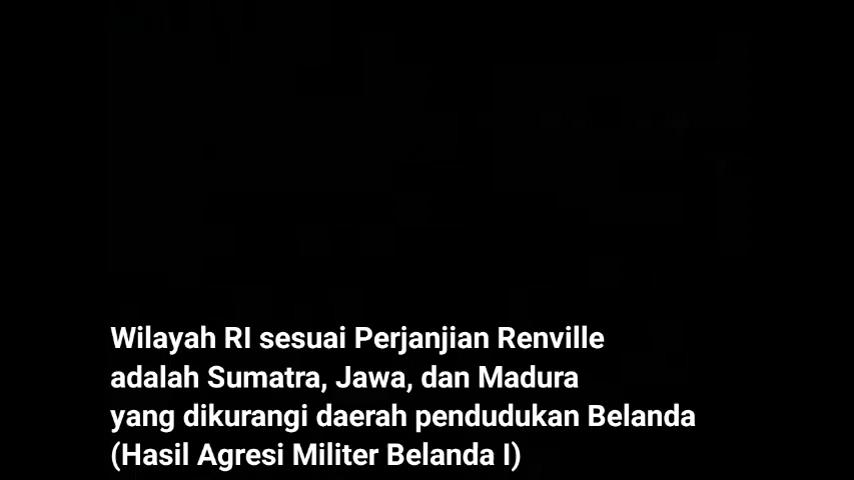 Wilayah RI sesuai Perjanjian Renville
adalah Sumatra, Jawa, dan Madura
yang dikurangi daerah pendudukan Belanda
(Hasil Agresi Militer Belanda I)